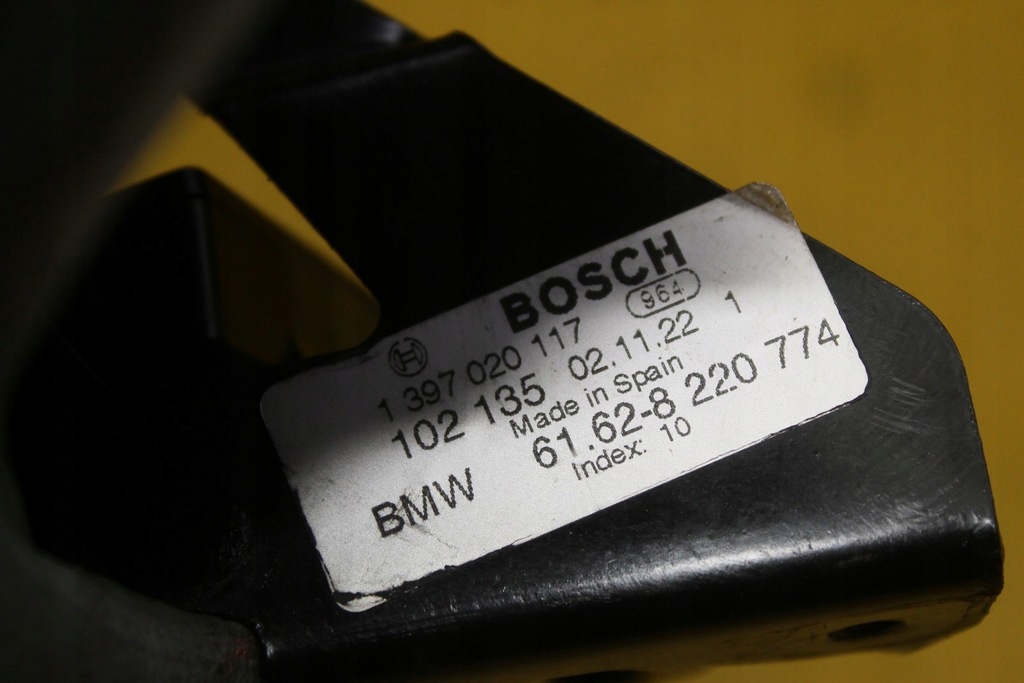 BOSCH
964
1 397 020 117
102 135 02.11.22 1
Made in Spain
61.62-8 220 774
Index: 10
BMW